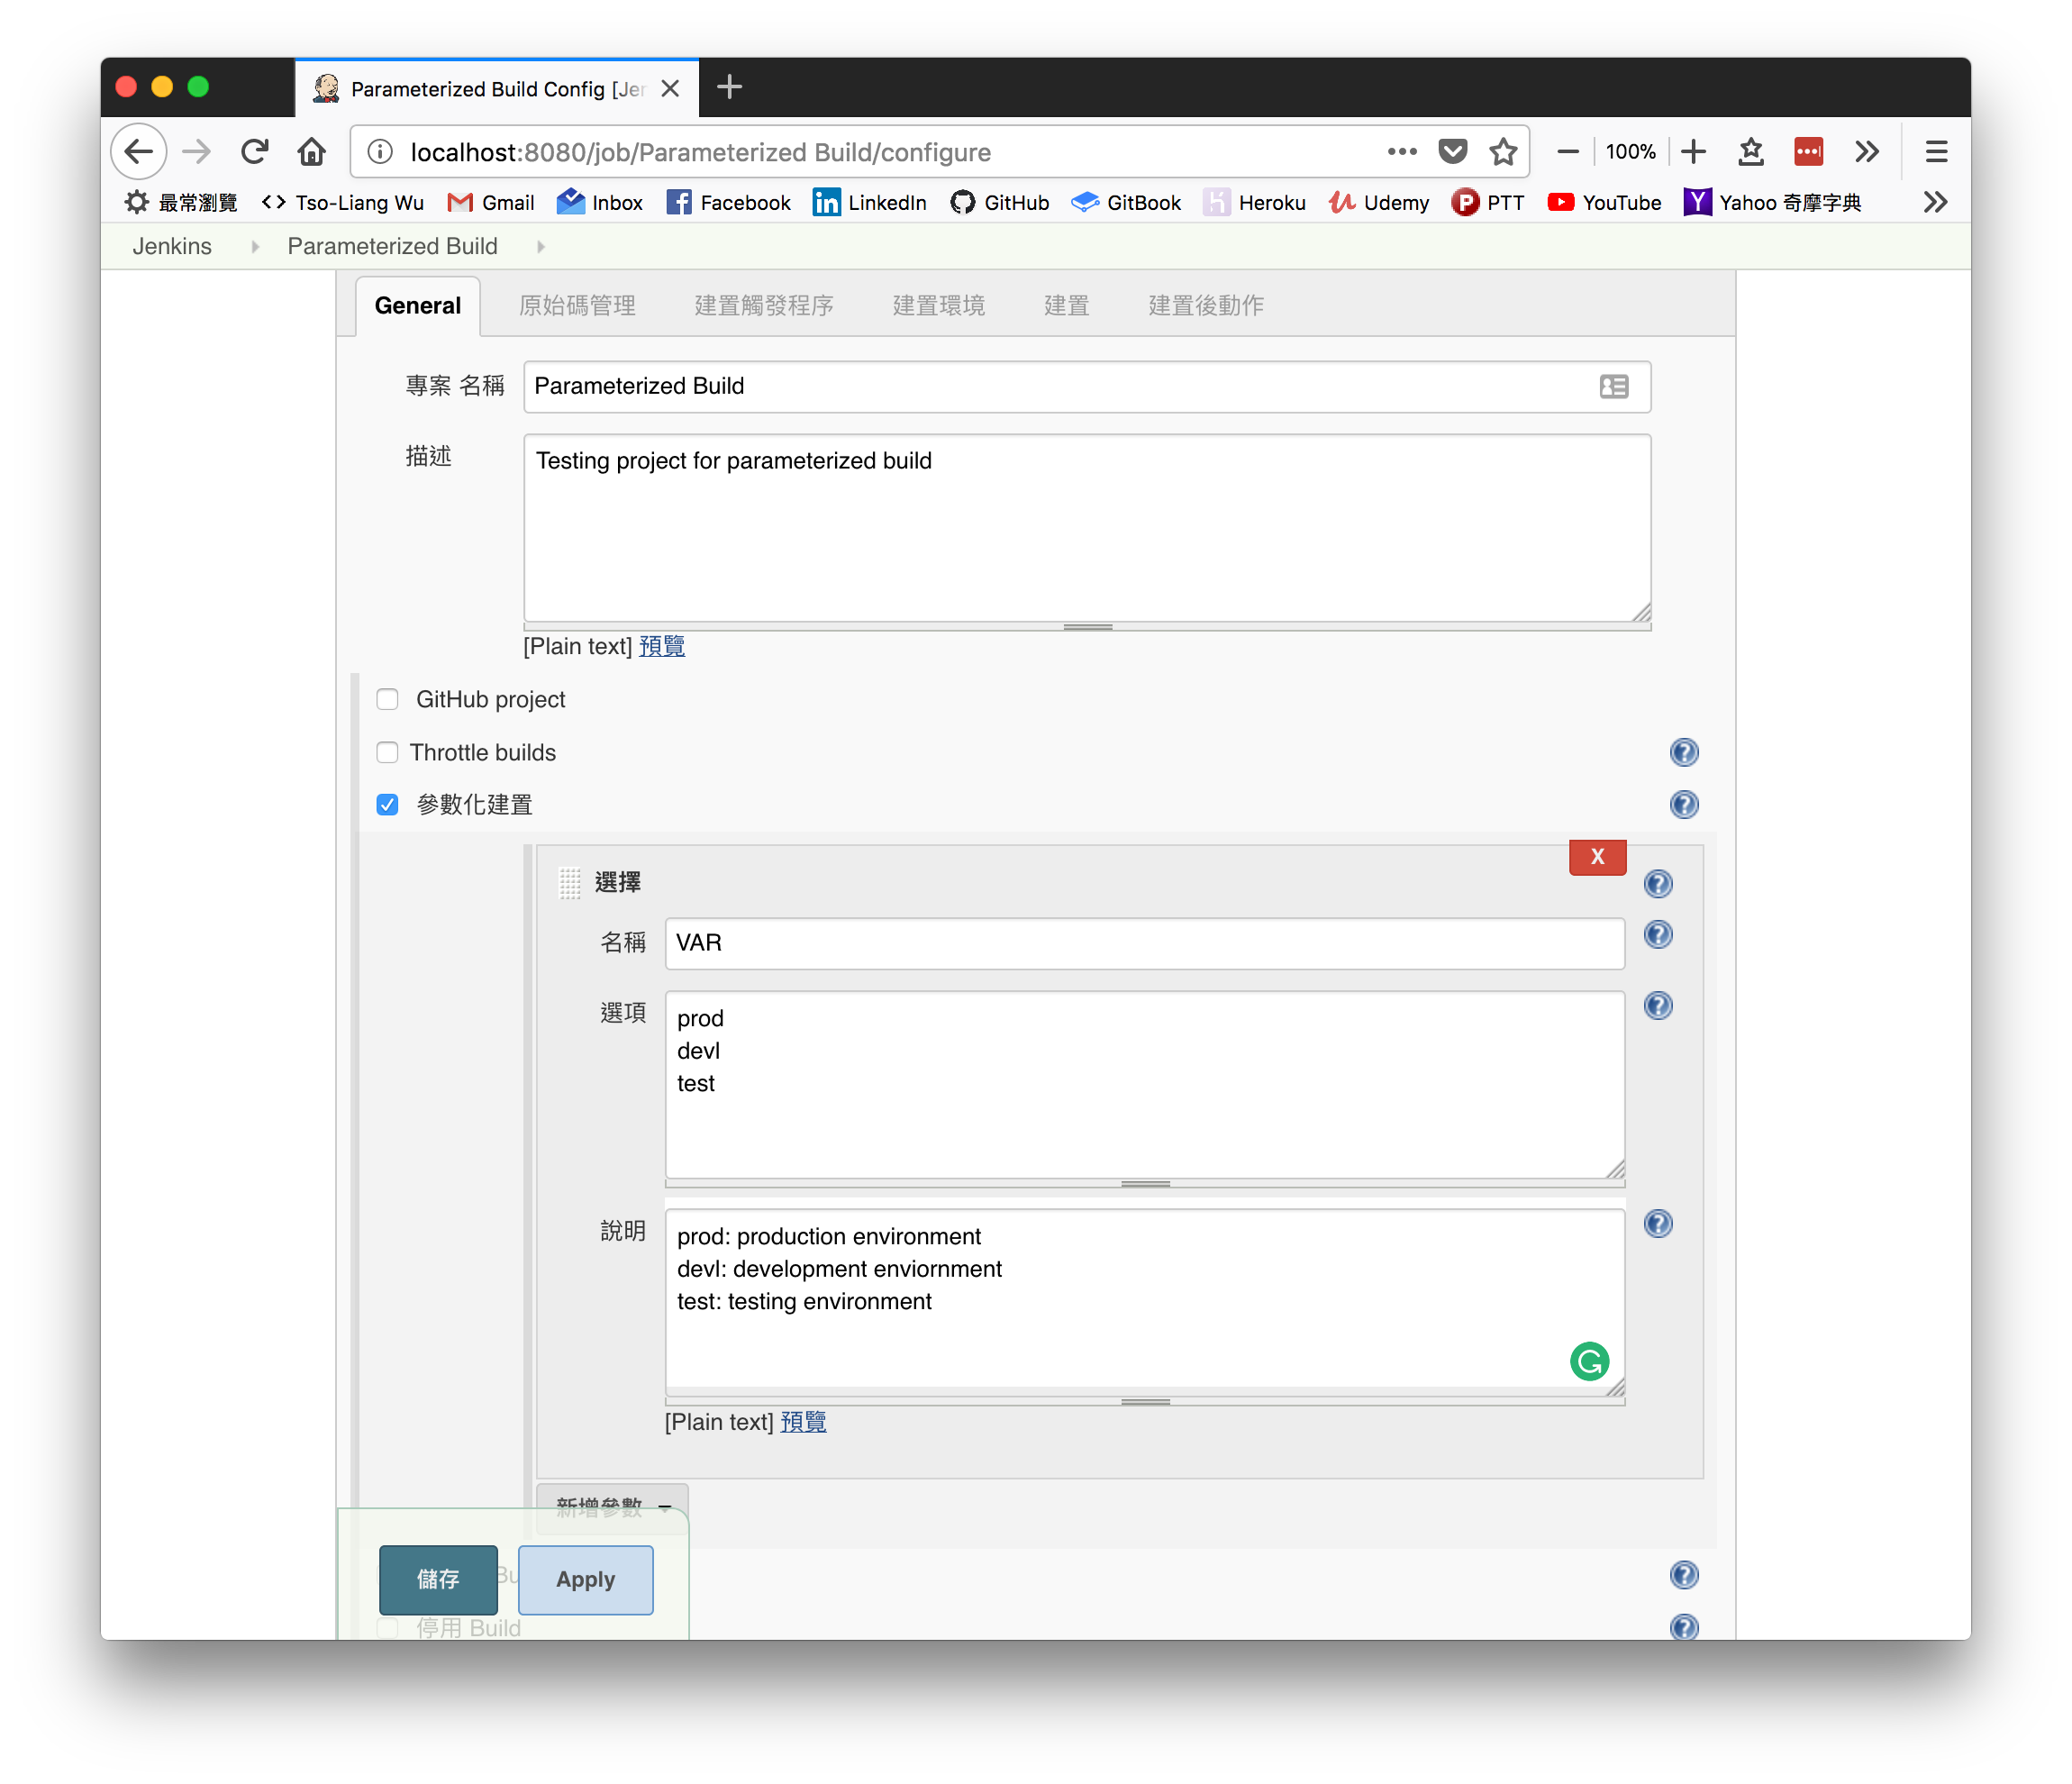 Parameterized Build Config [Jer
localhost:8080/job/Parameterized Build/configure
100%
最常瀏覽 Tso-Liang Wu Gmail Inbox Facebook LinkedIn GitHub GitBook Heroku Udemy PTT YouTube Yahoo 奇摩字典
Jenkins Parameterized Build
General 原始碼管理 建置觸發程序 建置環境 建置 建置後動作
專案 名稱 Parameterized Build
描述 Testing project for parameterized build
[Plain text] 預覽
GitHub project
Throttle builds
參數化建置
X
選擇
名稱 VAR
選項 prod
devl
test
說明 prod: production environment
devl: development enviornment
test: testing environment
[Plain text] 預覽
新增參數
儲存 Bu Apply
停用 Build